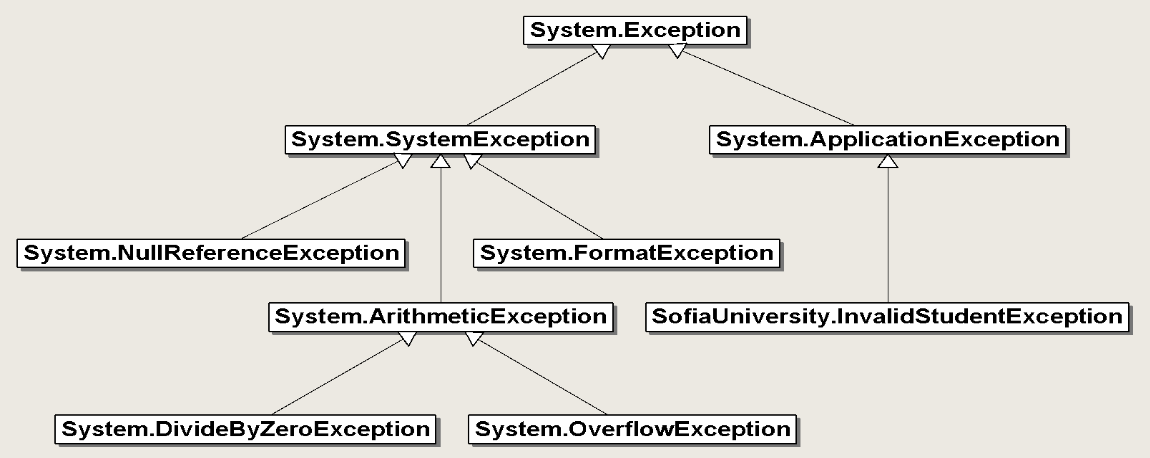 System.Exception
System.SystemException
System.ApplicationException
System.NullReferenceException
System.FormatException
System.ArithmeticException
SofiaUniversity.InvalidStudentException
System.DivideByZeroException
System.OverflowException